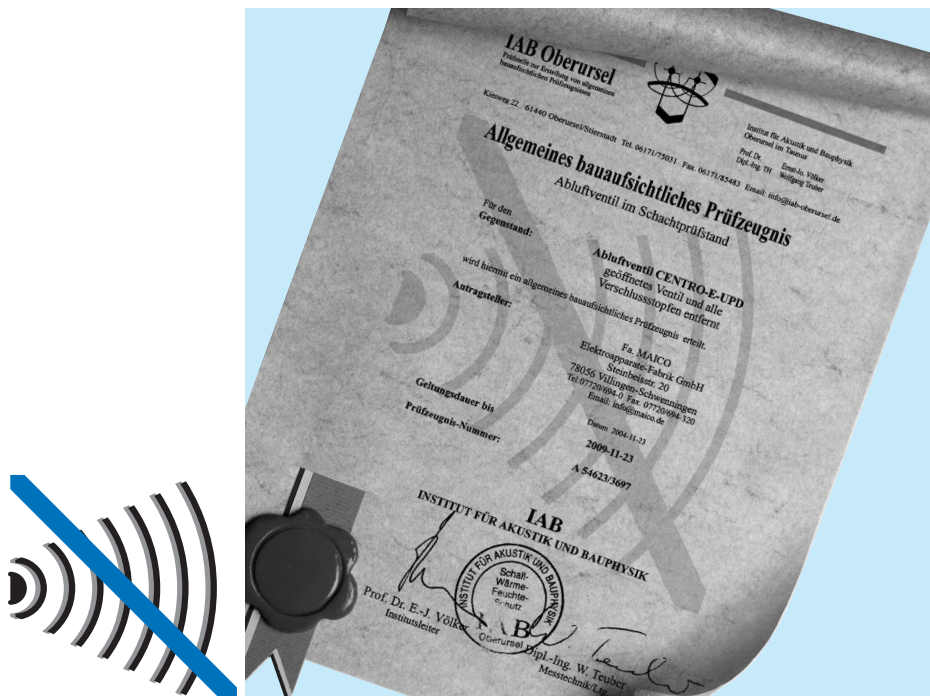 IAB Oberursel
Prüfstelle zur Erstellung von allgemeinen
bauaufsichtlichen Prüfzeugnissen
Institut für Akustik und Bauphysik
Oberursel im Taunus
Prof. Dr. Ernst-Jo. Völker
Dipl.-Ing. TH Wolfgang Teuber
Kiesweg 22 61440 Oberursel/Stierstadt Tel. 06171/75031 Fax. 06171/85483 Email: info@iab-oberursel.de
Allgemeines bauaufsichtliches Prüfzeugnis
Abluftventil im Schachtprüfstand
Für den
Gegenstand:
Abluftventil CENTRO-E-UPD
geöffnetes Ventil und alle
Verschlussstopfen entfernt
wird hiermit ein allgemeines bauaufsichtliches Prüfzeugnis erteilt.
Antragsteller:
Fa. MAICO
Elektroapparate-Fabrik GmbH
Steinbeisstr. 20
78056 Villingen-Schwenningen
Tel 07720/694-0 Fax. 07720/694-320
Email: info@maico.de
Datum 2004-11-23
Geltungsdauer bis
2009-11-23
Prüfzeugnis-Nummer:
A 54623/3697
IAB
INSTITUT FÜR AKUSTIK UND BAUPHYSIK
INSTITUT FÜR AKUSTIK UND BAUPHYSIK
Schall-
Wärme-
Feuchte-
Schutz
IAB
Oberursel
Prof. Dr. E.-J. Völker
Institutsleiter
Dipl.-Ing. W. Teuber
Messtechnik/Ltg.